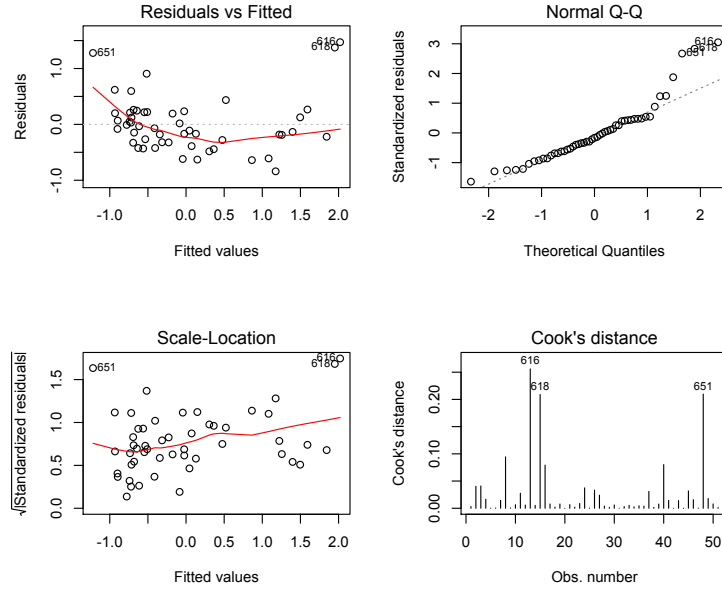 Residuals vs Fitted
Residuals
-1.0 0.0 1.0
651
616
618
-1.0 0.0 0.5 1.0 1.5 2.0
Fitted values
Normal Q-Q
Standardized residuals
-1 0 1 2 3
616
618
651
-2 -1 0 1 2
Theoretical Quantiles
Scale-Location
√|Standardized residuals|
0.0 0.5 1.0 1.5
651
616
618
-1.0 0.0 0.5 1.0 1.5 2.0
Fitted values
Cook's distance
Cook's distance
0.00 0.10 0.20
616
618
651
0 10 20 30 40 50
Obs. number